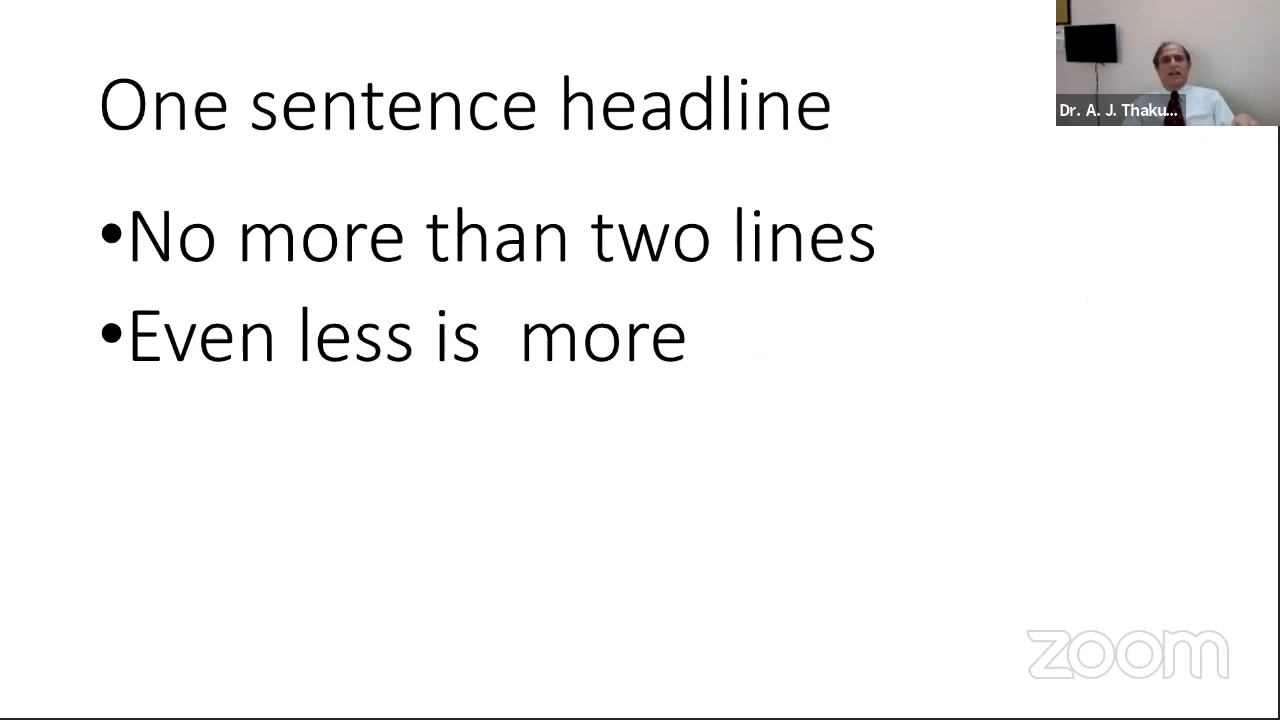 One sentence headline
•No more than two lines
•Even less is  more
Dr. A. J. Thaku...
zoom